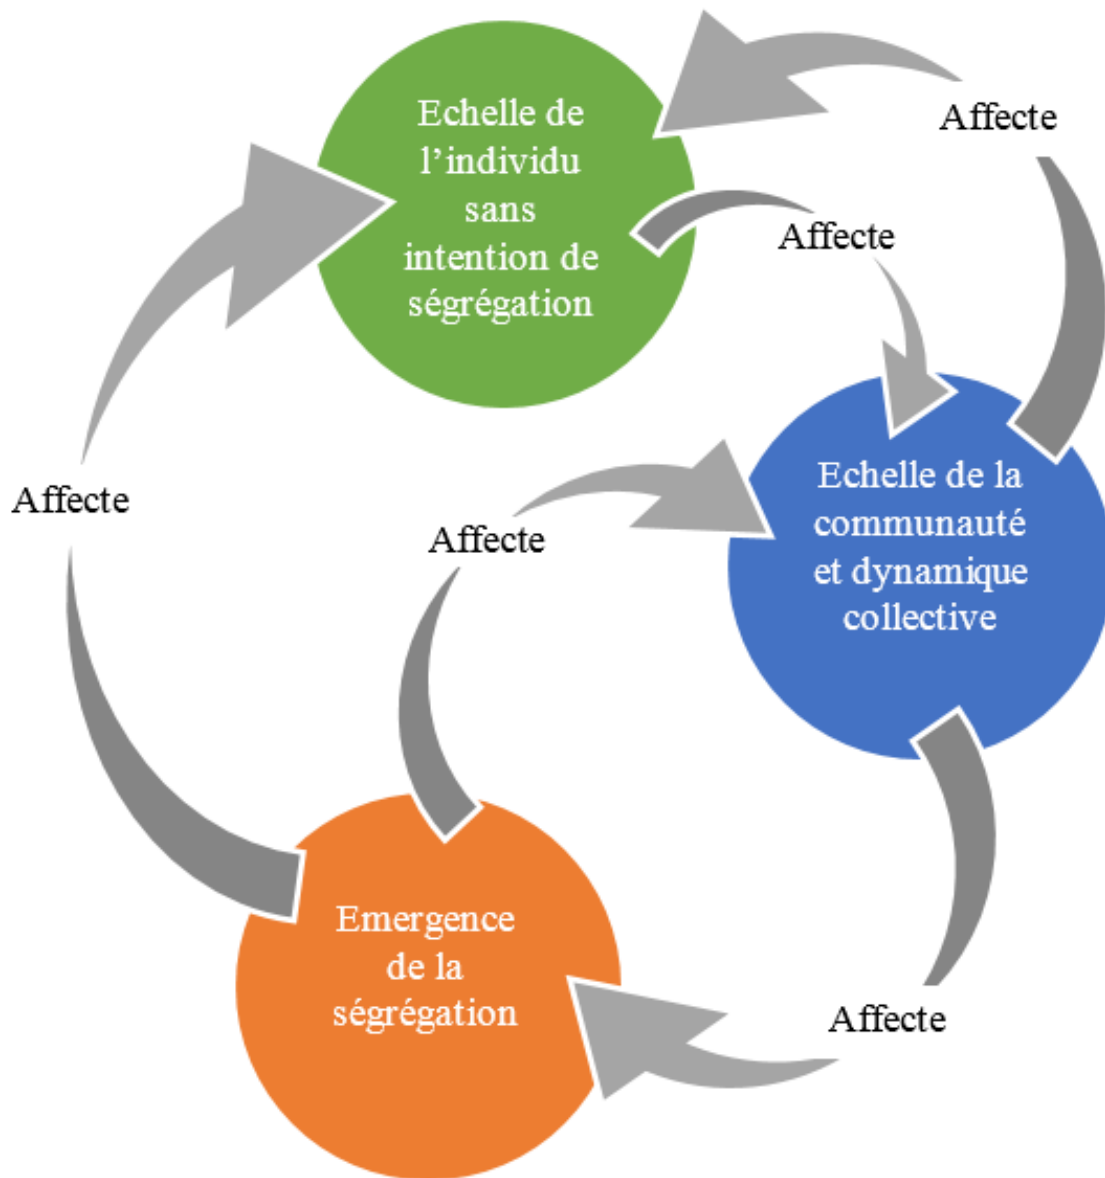 Echelle de
l’individu
sans
intention de
ségrégation
Affecte
Affecte
Echelle de la
communauté
et dynamique
collective
Affecte
Affecte
Emergence
de la
ségrégation
Affecte